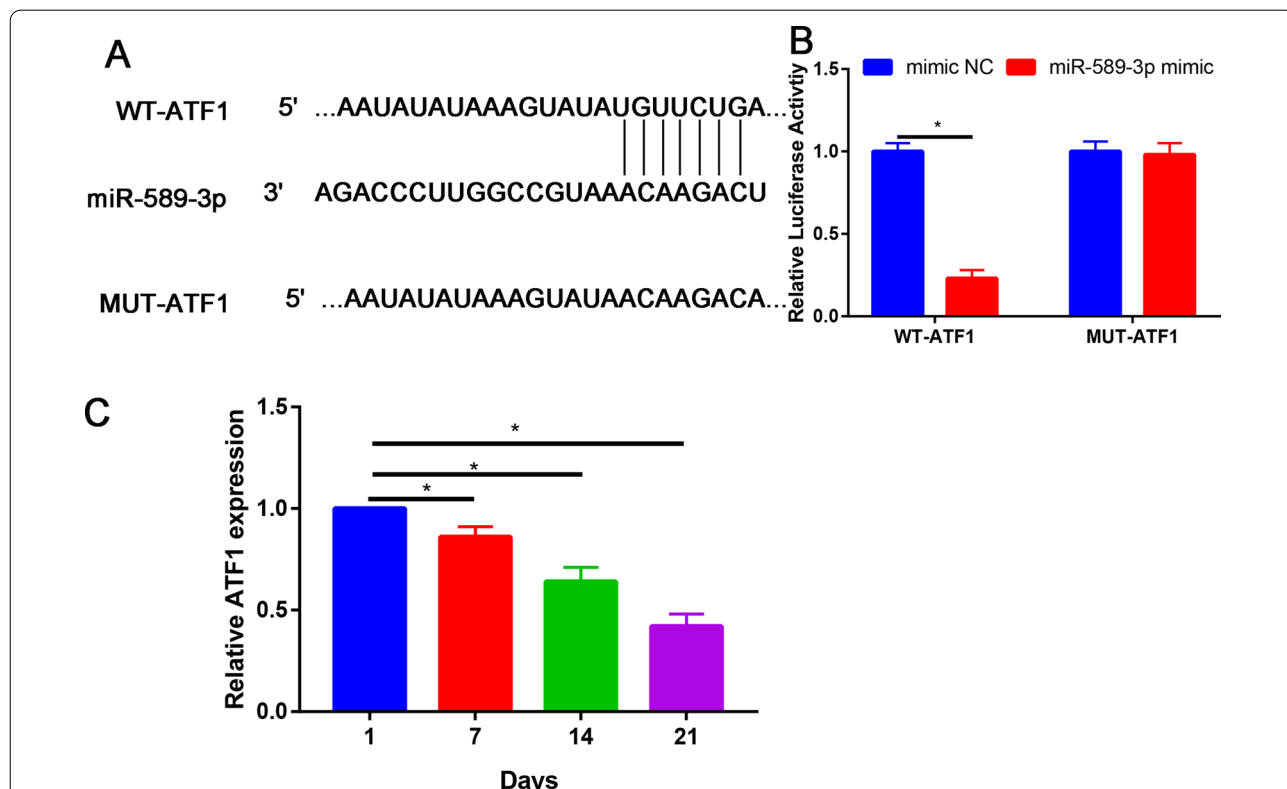 A
WT-ATF1 5' ...AAUAUAUAAAGUAUAUGUUCUGA...
miR-589-3p 3' AGACCCUUGGCCGUAAACAAGACU
MUT-ATF1 5' ...AAUAUAUAAAGUAUAACAAGACA...
B
mimic NC miR-589-3p mimic
Relative Luciferase Activtiy
1.5
1.0
0.5
0.0
*
WT-ATF1 MUT-ATF1
C
Relative ATF1 expression
1.5
1.0
0.5
0.0
*
*
*
1 7 14 21
Days